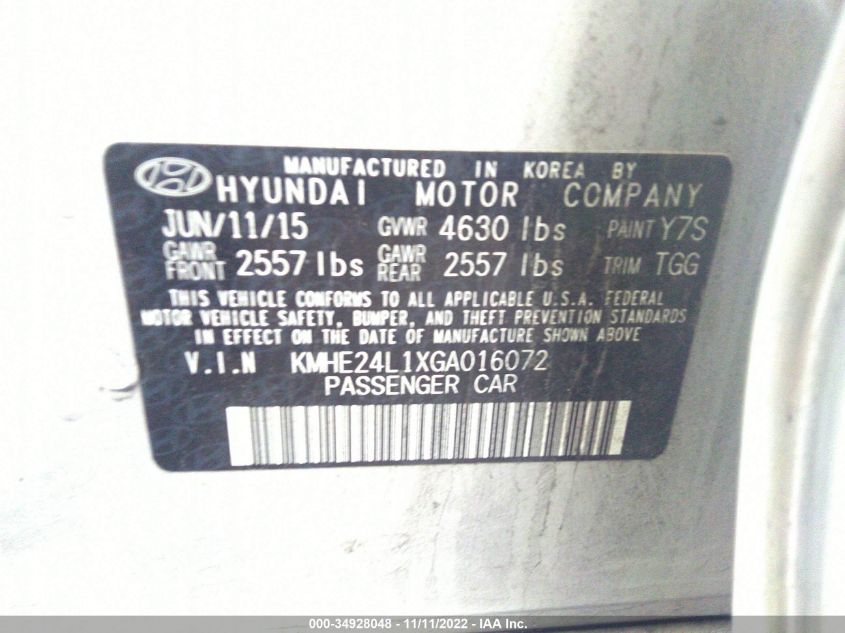 MANUFACTURED IN KOREA BY
HYUNDAI MOTOR COMPANY
JUN/11/15 GVWR 4630 lbs PAINT Y7S
GAWR FRONT 2557 lbs GAWR REAR 2557 lbs TRIM TGG
THIS VEHICLE CONFORMS TO ALL APPLICABLE U.S.A. FEDERAL
MOTOR VEHICLE SAFETY, BUMPER, AND THEFT PREVENTION STANDARDS
IN EFFECT ON THE DATE OF MANUFACTURE SHOWN ABOVE
V.I.N KMHE24L1XGA016072
PASSENGER CAR
000-34928048 - 11/11/2022 - IAA Inc.